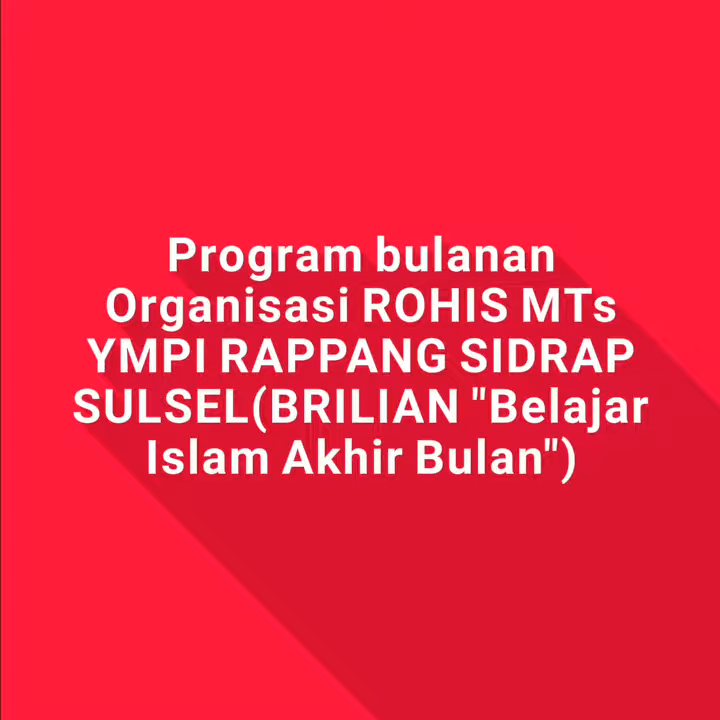 Program bulanan
Organisasi ROHIS MTs
YMPI RAPPANG SIDRAP
SULSEL(BRILIAN "Belajar
Islam Akhir Bulan")